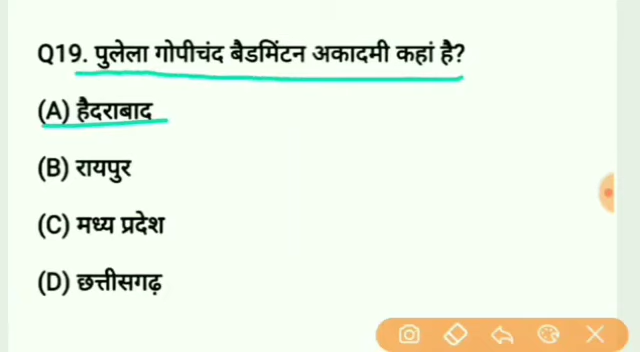 Q19. पुलेला गोपीचंद बैडमिंटन अकादमी कहां है?
(A) हैदराबाद
(B) रायपुर
(C) मध्य प्रदेश
(D) छत्तीसगढ़